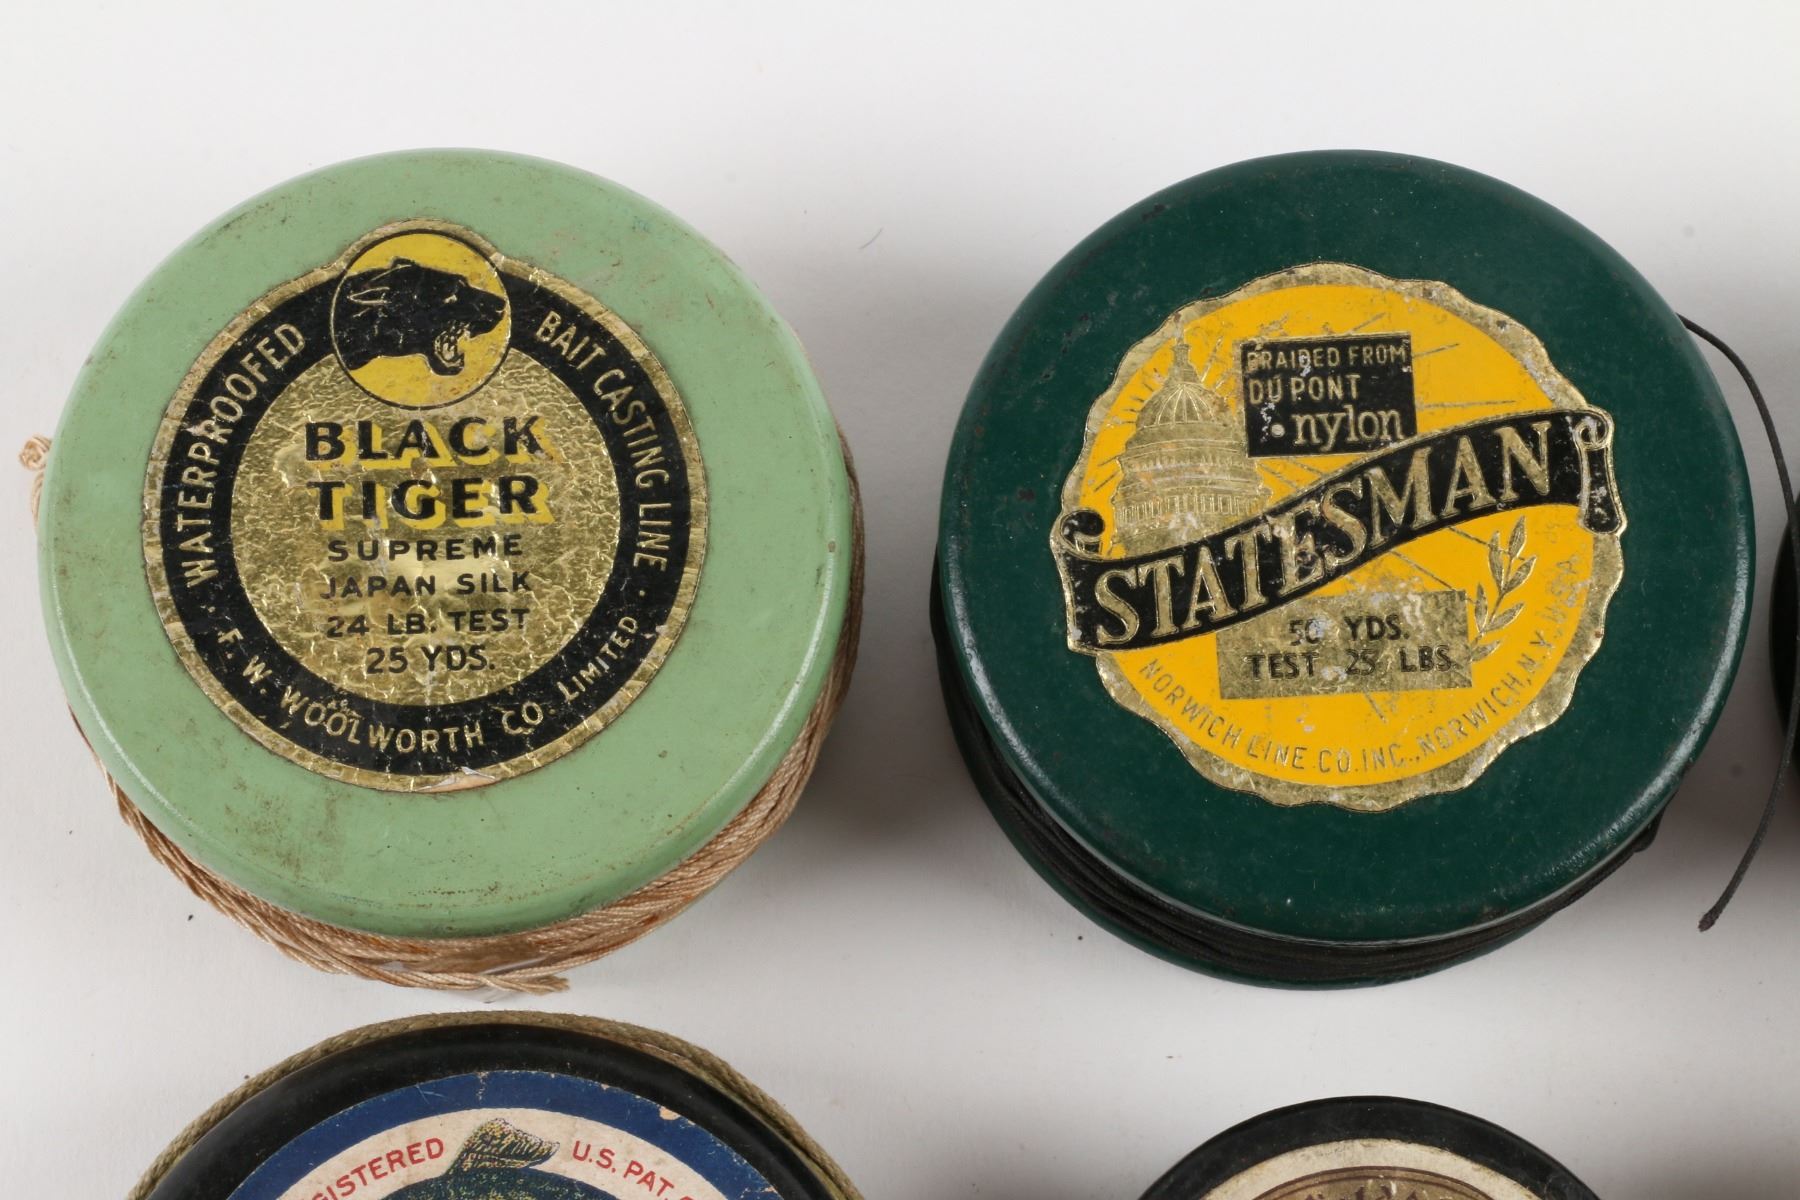 · WATERPROOFED BAIT CASTING LINE ·
BLACK
TIGER
SUPREME
JAPAN SILK
24 LB. TEST
25 YDS.
F. W. WOOLWORTH CO. LIMITED
BRAIDED FROM
DU PONT
nylon
STATESMAN
50 YDS.
TEST 25 LBS.
NORWICH LINE CO. INC., NORWICH, N.Y. U.S.A.
U.S. PAT.